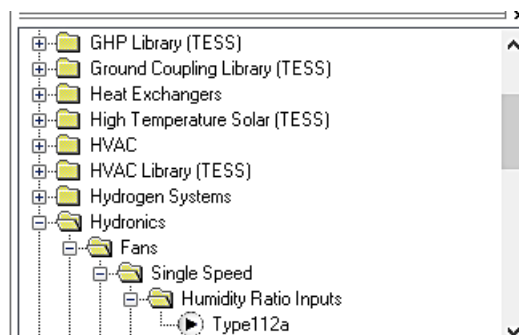 GHP Library (TESS)
Ground Coupling Library (TESS)
Heat Exchangers
High Temperature Solar (TESS)
HVAC
HVAC Library (TESS)
Hydrogen Systems
Hydronics
Fans
Single Speed
Humidity Ratio Inputs
Type112a